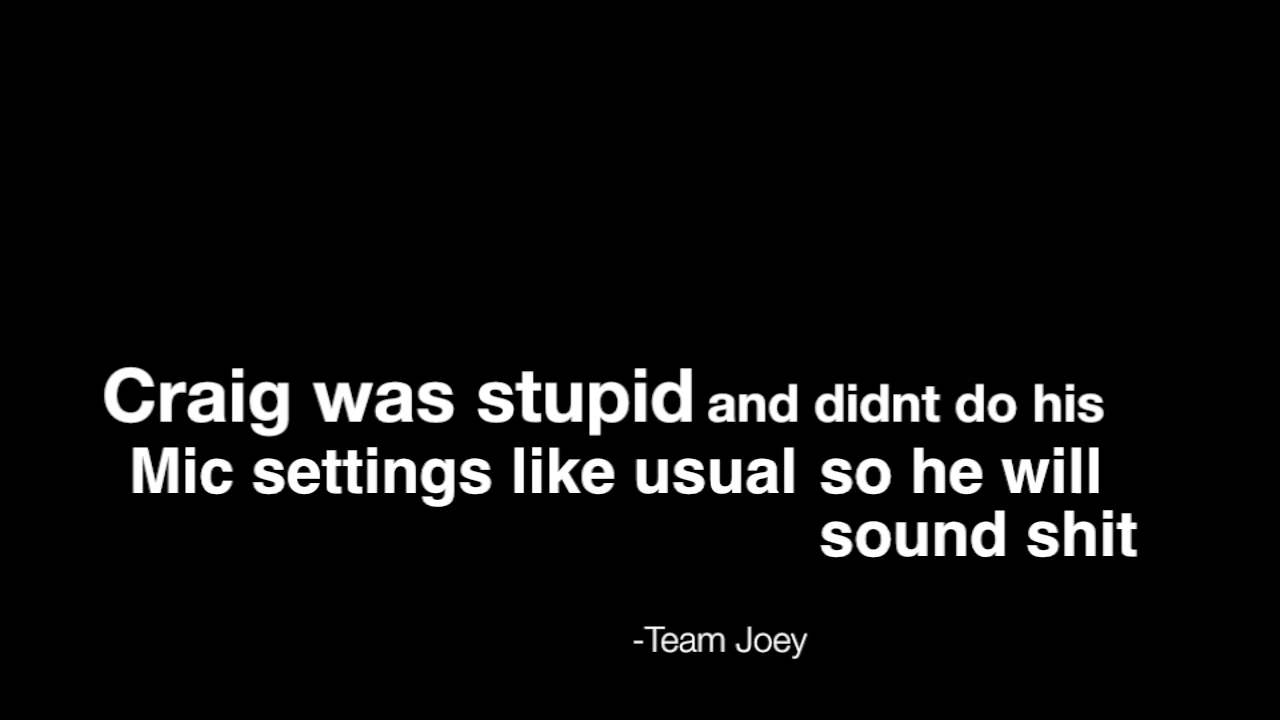 Craig was stupid and didnt do his
Mic settings like usual so he will
sound shit
-Team Joey